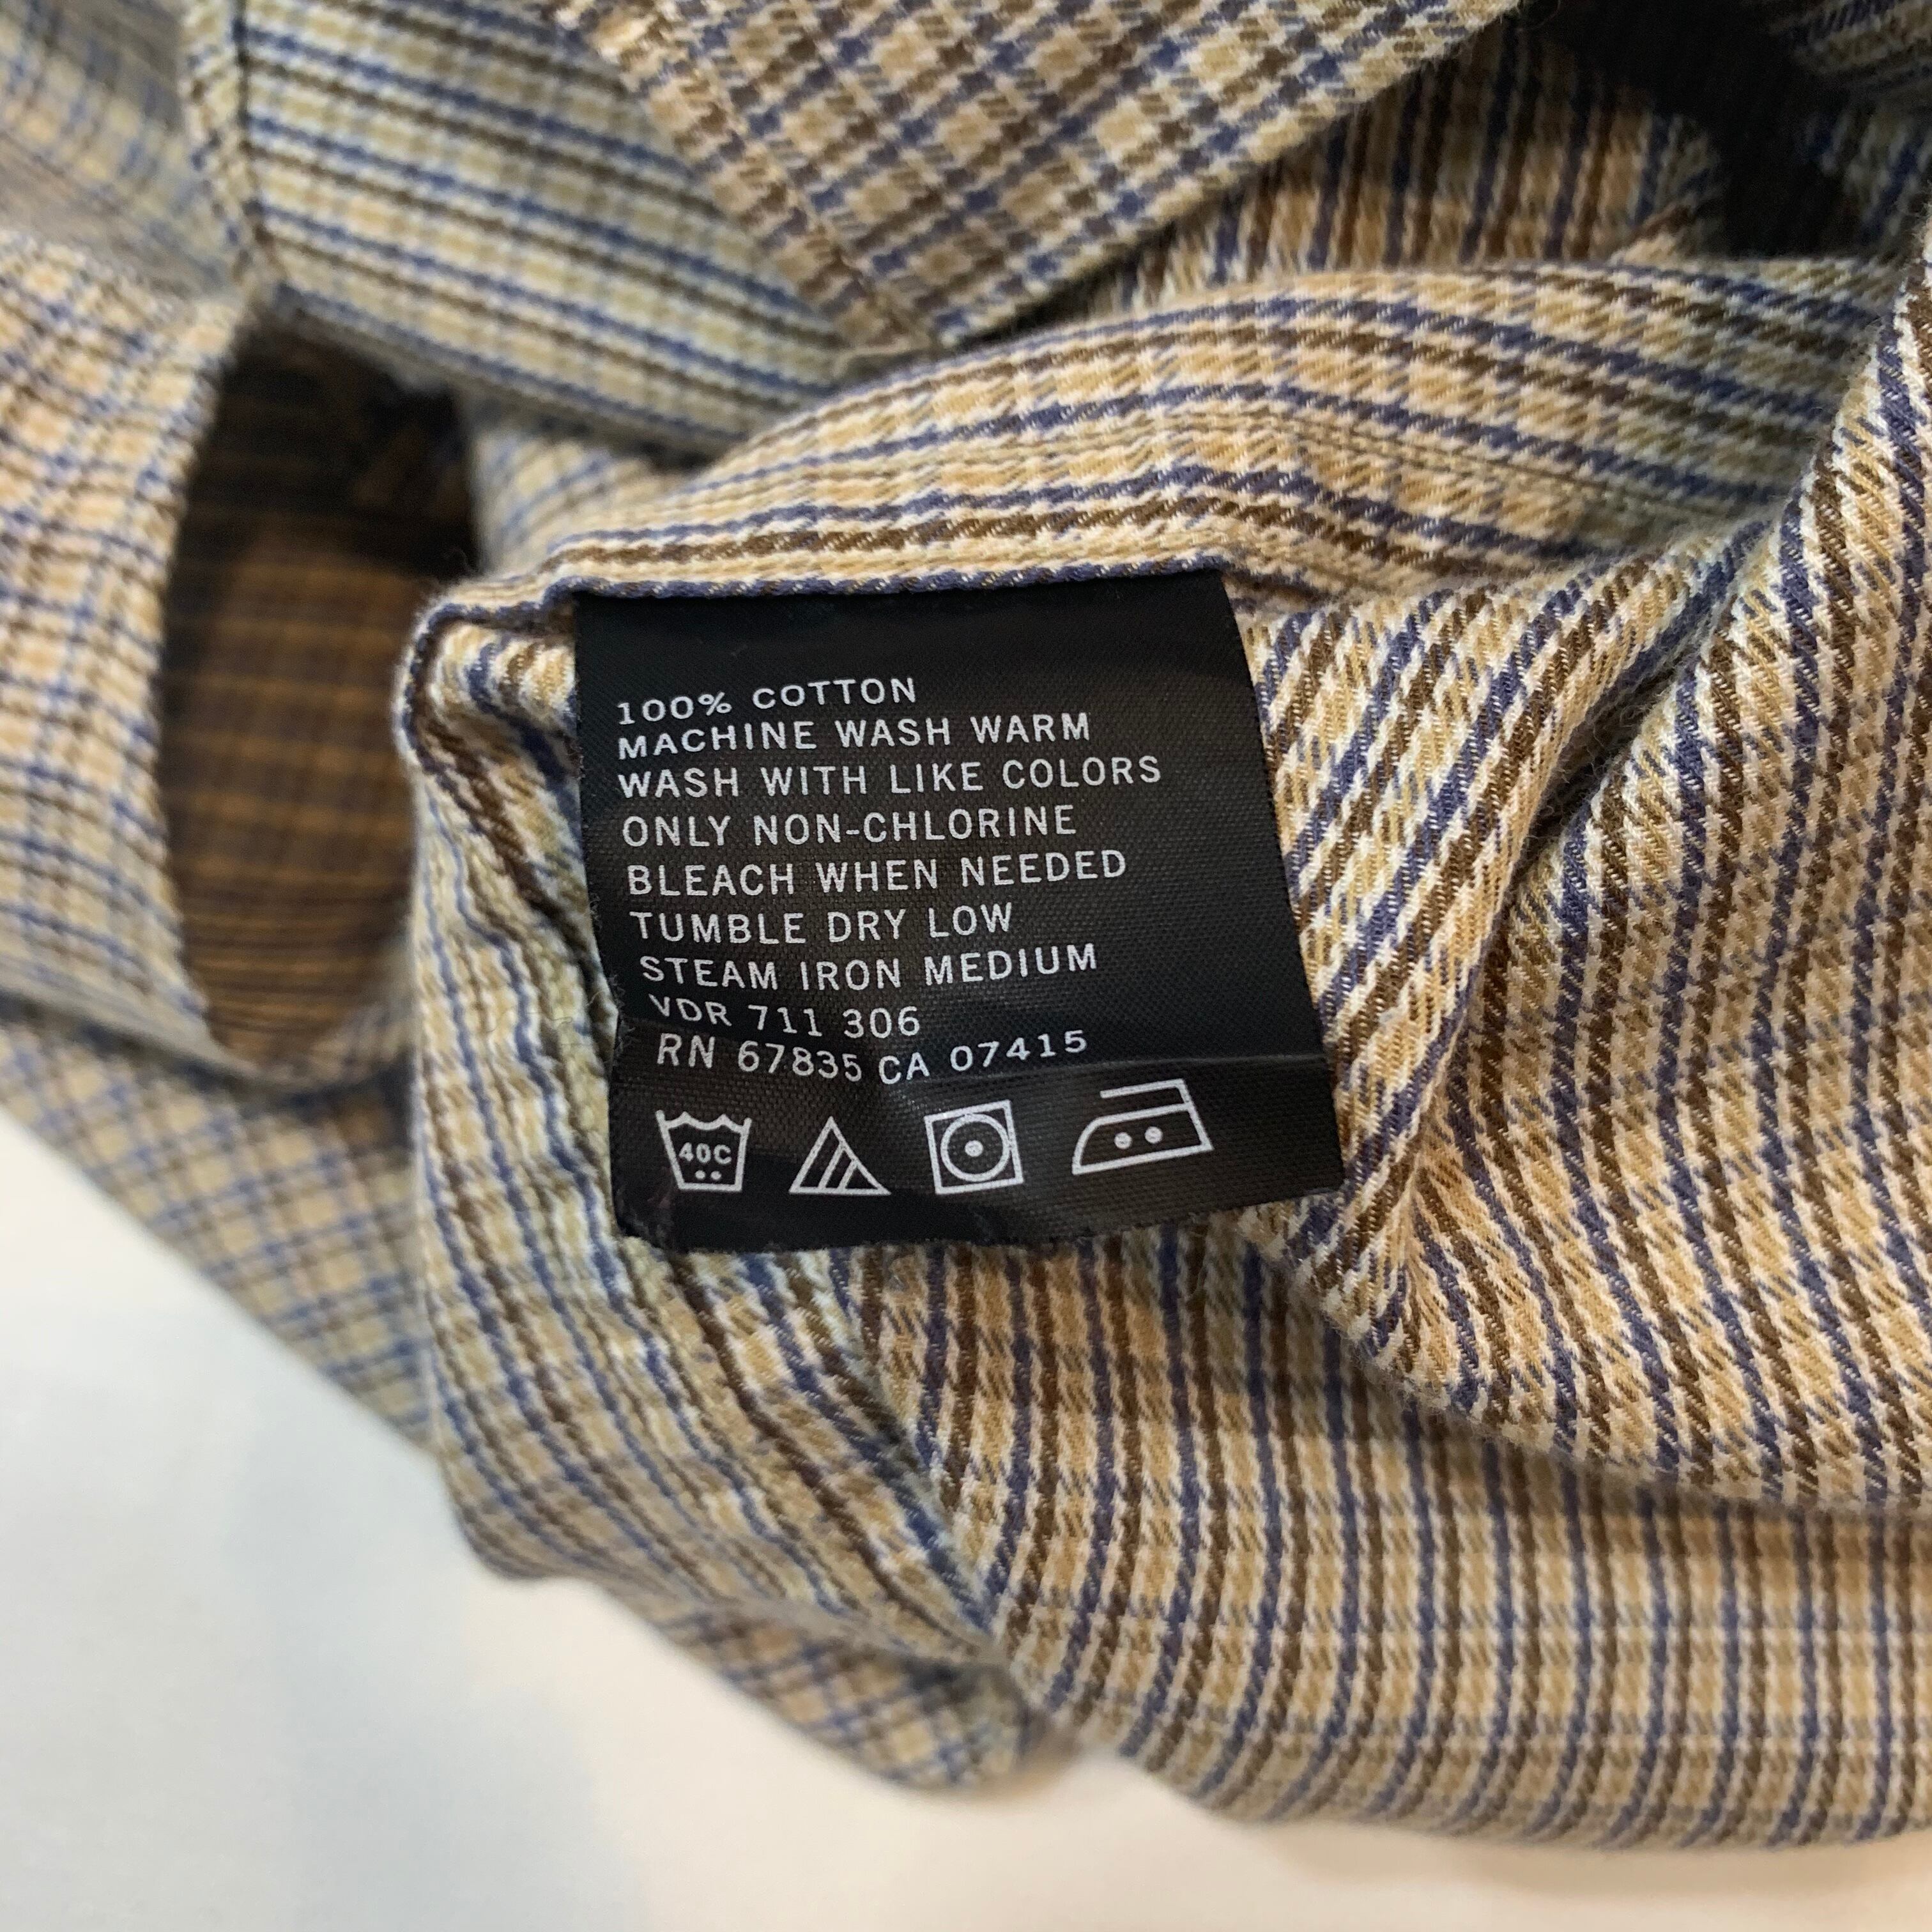 100% COTTON
MACHINE WASH WARM
WASH WITH LIKE COLORS
ONLY NON-CHLORINE
BLEACH WHEN NEEDED
TUMBLE DRY LOW
STEAM IRON MEDIUM
VDR 711 306
RN 67835 CA 07415
40C